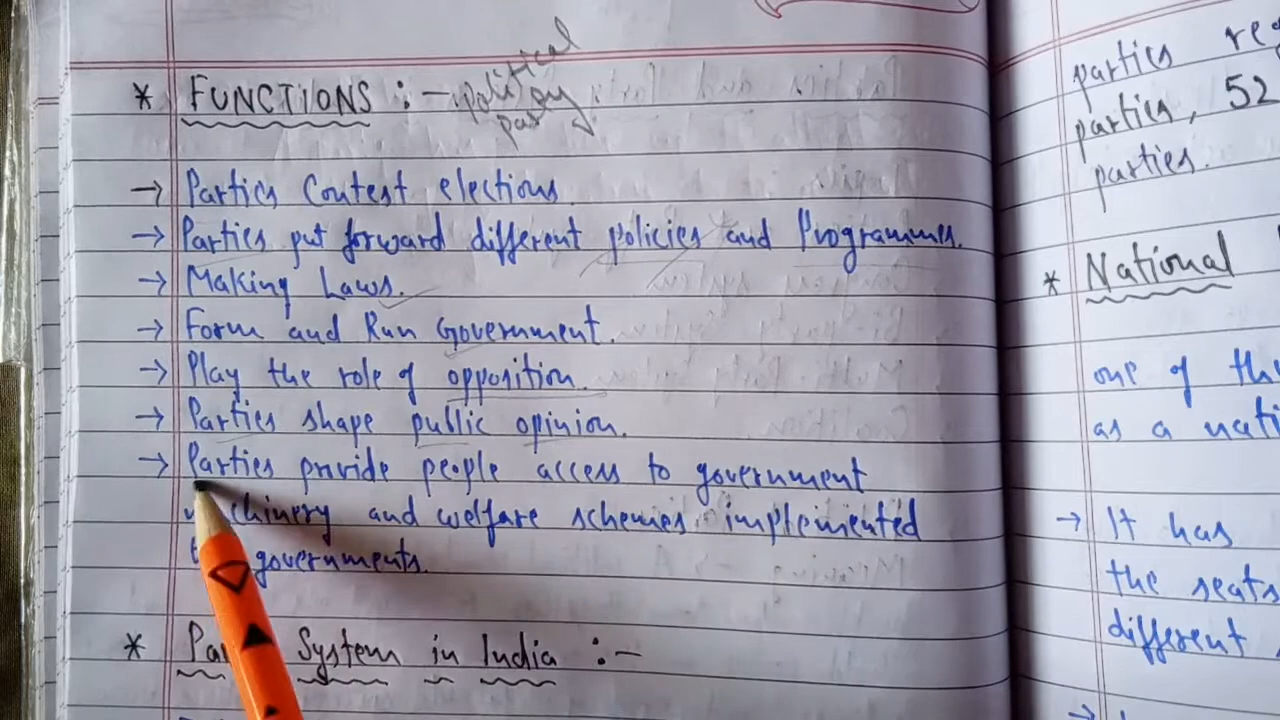 * FUNCTIONS :- political
party
→ Parties Contest elections.
→ Parties put forward different policies and Programmes.
→ Making Laws.
→ Form and Run Government.
→ Play the role of opposition.
→ Parties shape public opinion.
→ Parties provide people access to government
chinery and welfare schemes implemented
governments.
* Pa System in India :-
parties re
parties, 52
parties.
* National
one of th
as a nati
→ It has
the seats
different